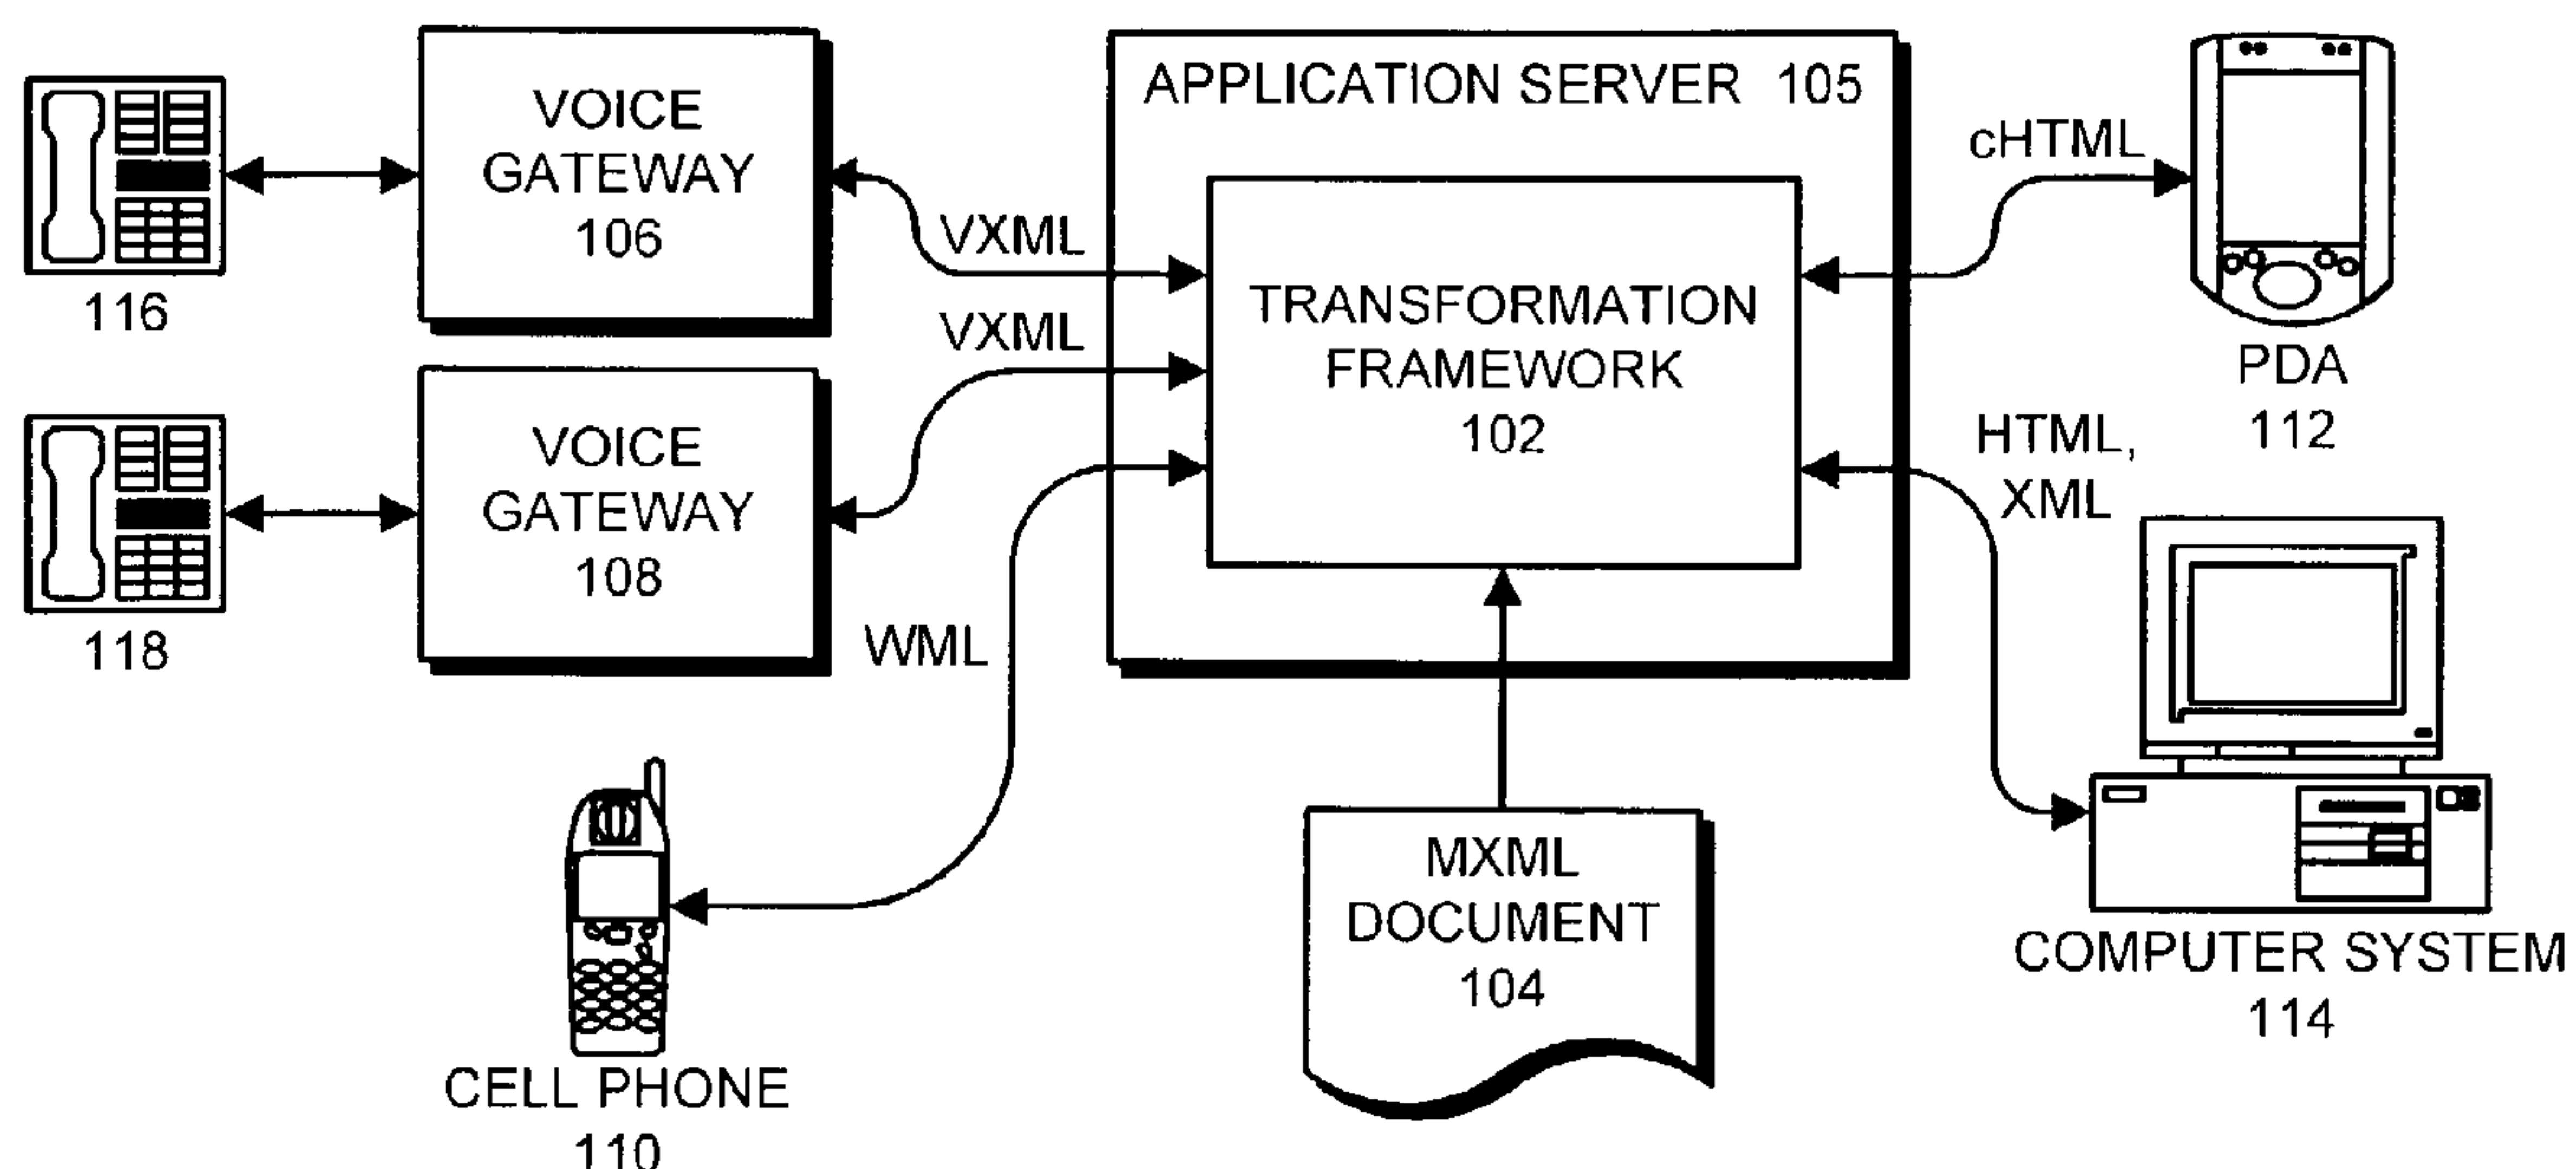 VOICE
GATEWAY
106
116
VXML
VXML
VOICE
GATEWAY
108
118
WML
CELL PHONE
110
APPLICATION SERVER 105
TRANSFORMATION
FRAMEWORK
102
MXML
DOCUMENT
104
cHTML
PDA
112
HTML,
XML
COMPUTER SYSTEM
114